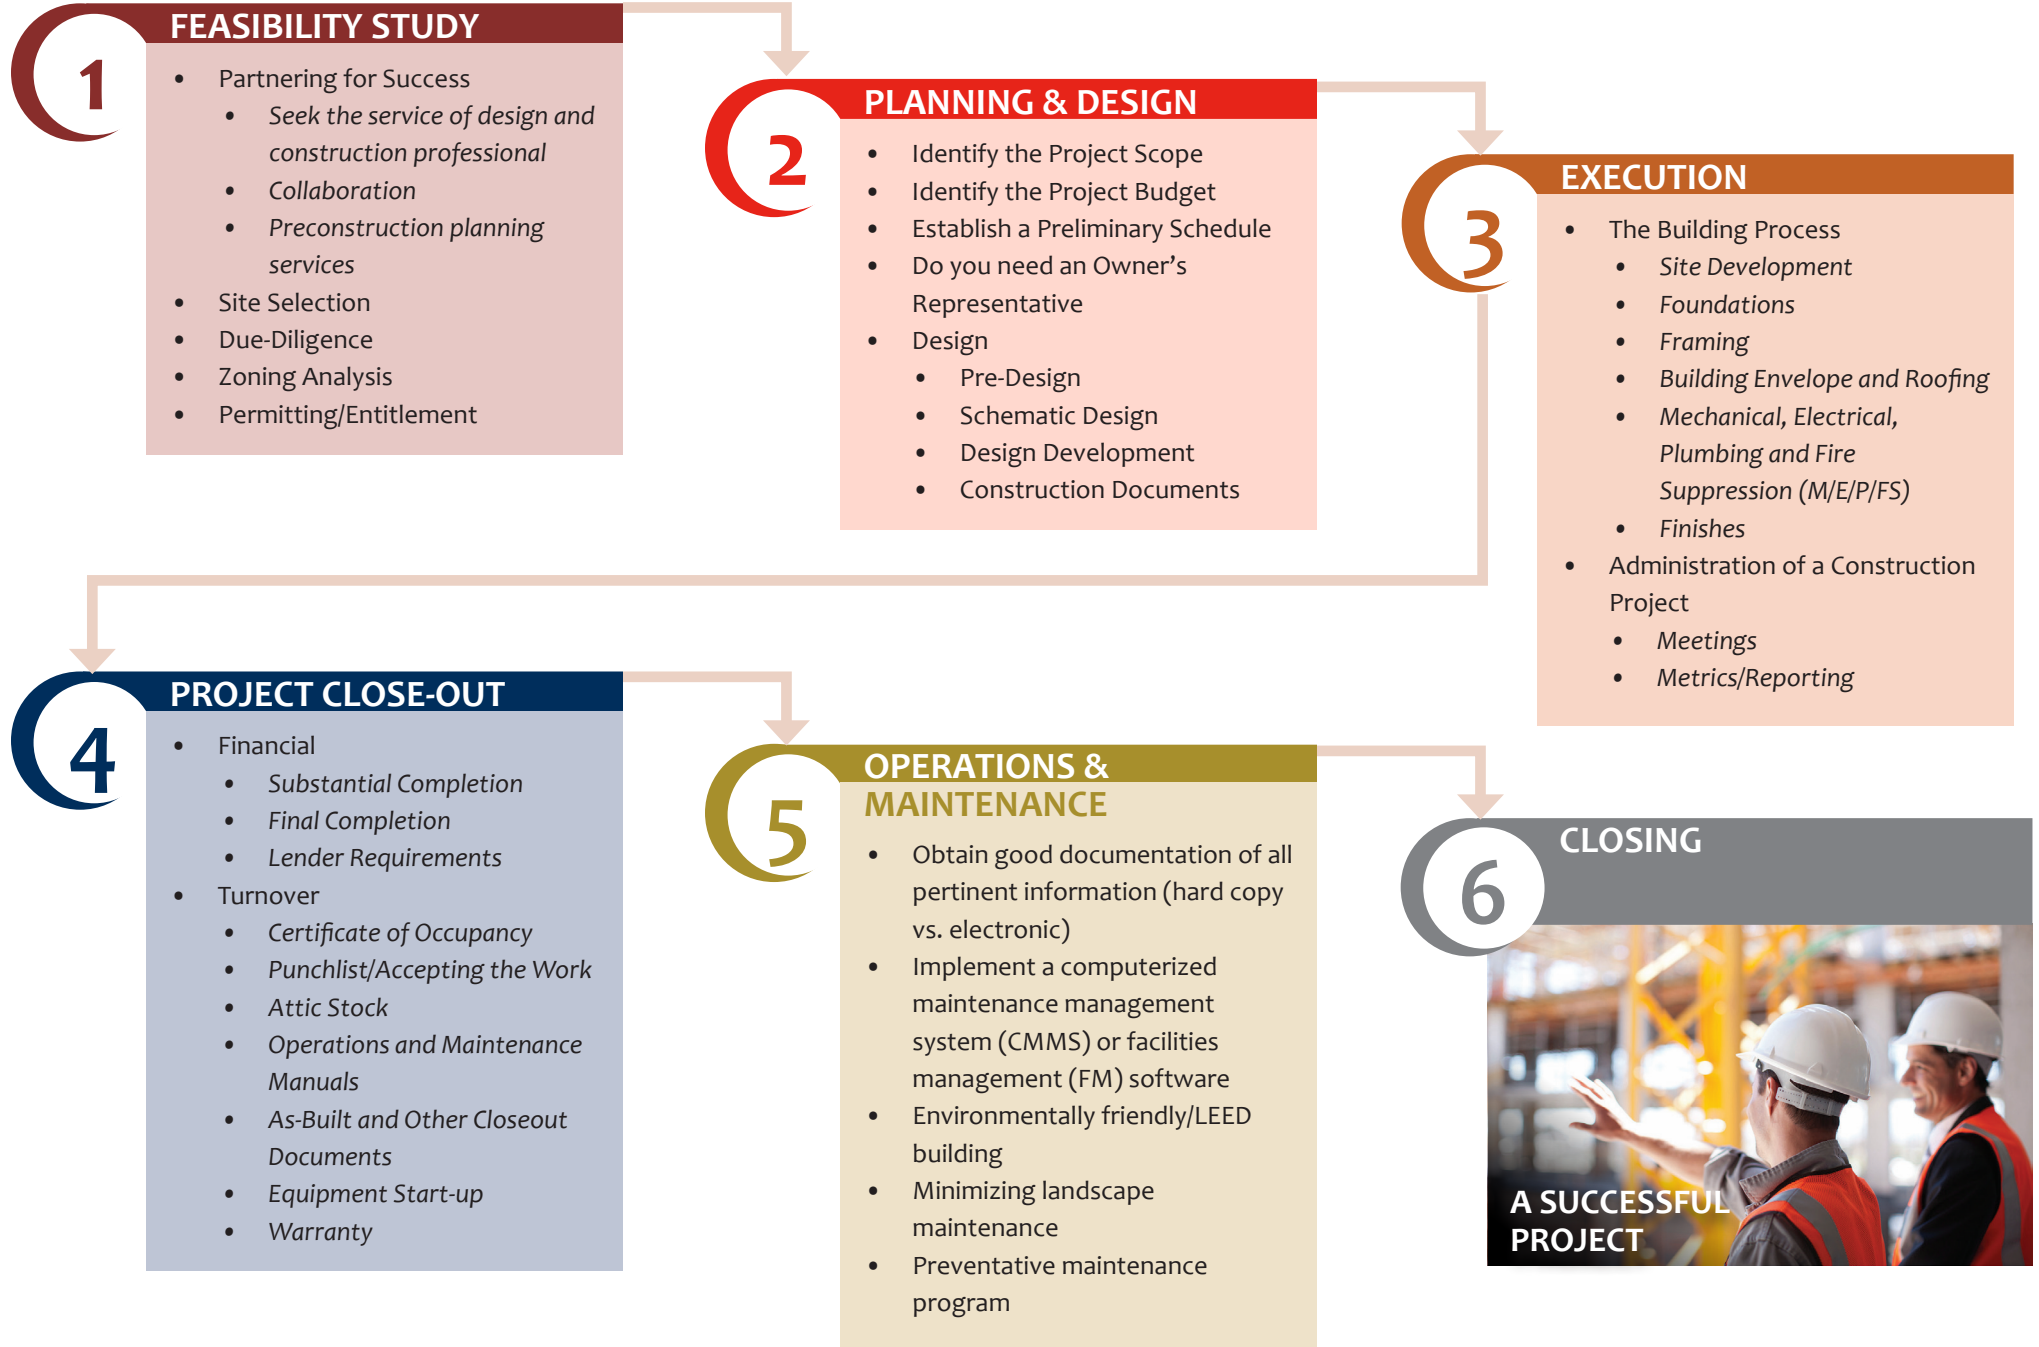 1
FEASIBILITY STUDY
• Partnering for Success
• Seek the service of design and
construction professional
• Collaboration
• Preconstruction planning
services
• Site Selection
• Due-Diligence
• Zoning Analysis
• Permitting/Entitlement
2
PLANNING & DESIGN
• Identify the Project Scope
• Identify the Project Budget
• Establish a Preliminary Schedule
• Do you need an Owner’s
Representative
• Design
• Pre-Design
• Schematic Design
• Design Development
• Construction Documents
3
EXECUTION
• The Building Process
• Site Development
• Foundations
• Framing
• Building Envelope and Roofing
• Mechanical, Electrical,
Plumbing and Fire
Suppression (M/E/P/FS)
• Finishes
• Administration of a Construction
Project
• Meetings
• Metrics/Reporting
4
PROJECT CLOSE-OUT
• Financial
• Substantial Completion
• Final Completion
• Lender Requirements
• Turnover
• Certificate of Occupancy
• Punchlist/Accepting the Work
• Attic Stock
• Operations and Maintenance
Manuals
• As-Built and Other Closeout
Documents
• Equipment Start-up
• Warranty
5
OPERATIONS &
MAINTENANCE
• Obtain good documentation of all
pertinent information (hard copy
vs. electronic)
• Implement a computerized
maintenance management
system (CMMS) or facilities
management (FM) software
• Environmentally friendly/LEED
building
• Minimizing landscape
maintenance
• Preventative maintenance
program
6
CLOSING
A SUCCESSFUL
PROJECT